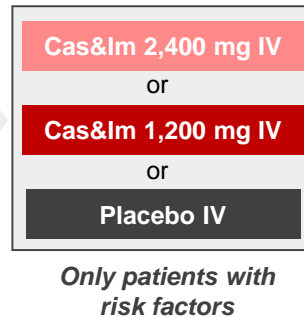 Cas&Im 2,400 mg IV
or
Cas&Im 1,200 mg IV
or
Placebo IV
Only patients with
risk factors